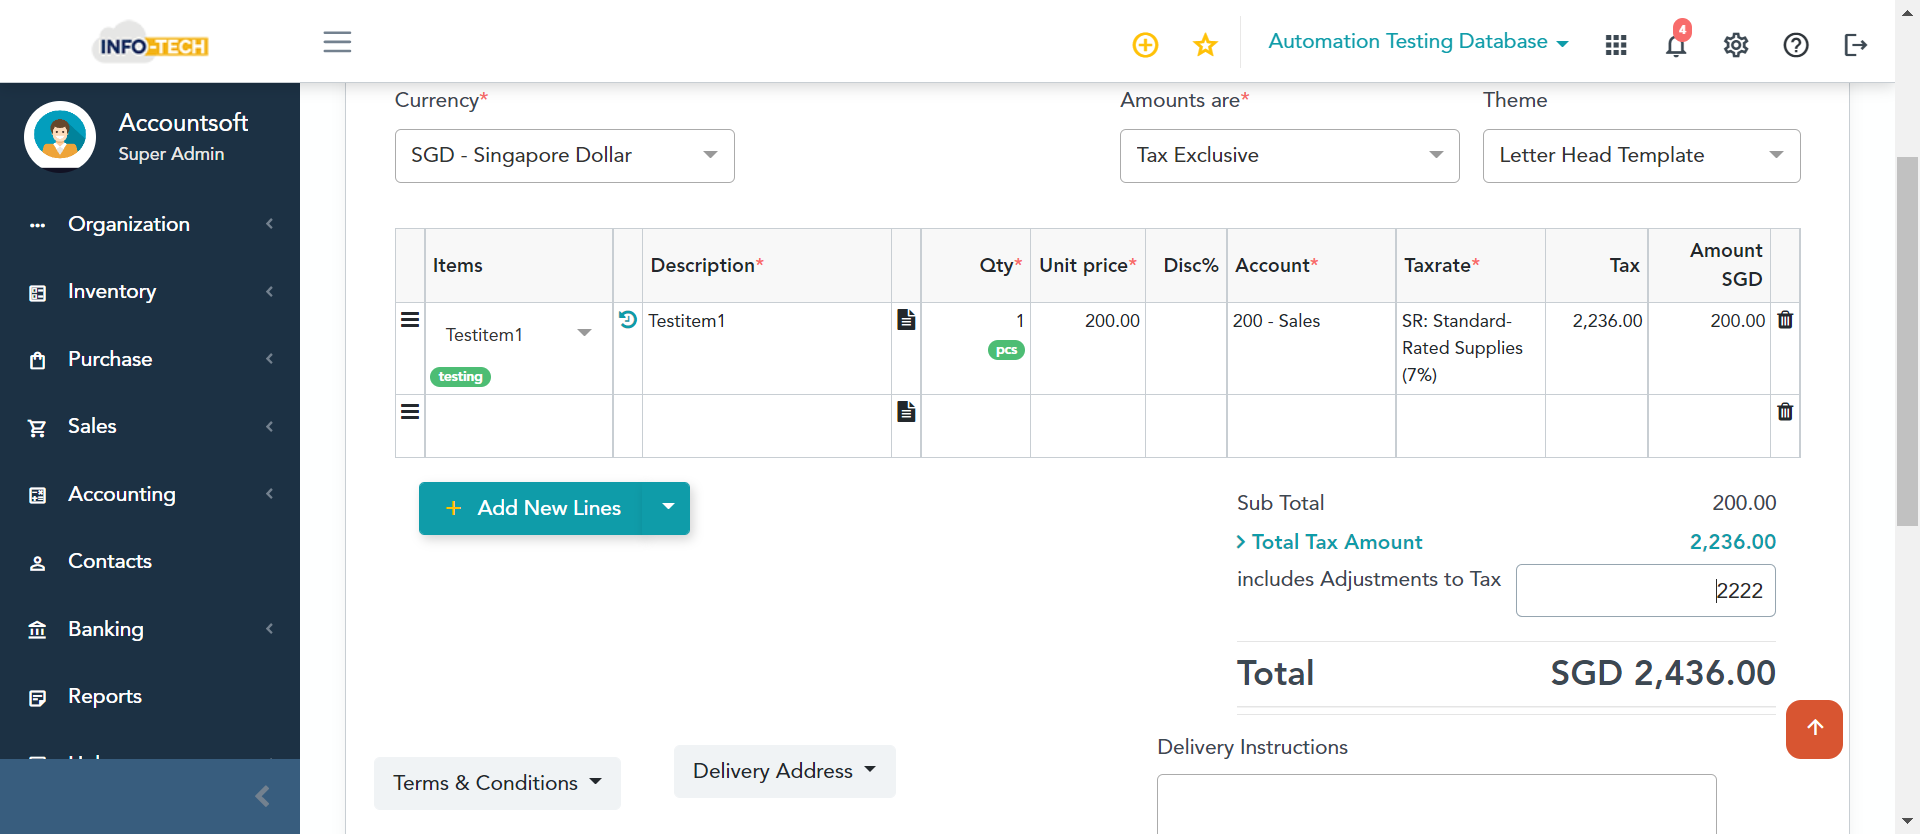 INFO-TECH
Automation Testing Database
4
Accountsoft
Super Admin
Organization
Inventory
Purchase
Sales
Accounting
Contacts
Banking
Reports
Currency*
Amounts are*
Theme
SGD - Singapore Dollar
Tax Exclusive
Letter Head Template
Items
Description*
Qty*
Unit price*
Disc%
Account*
Taxrate*
Tax
Amount
SGD
Testitem1
testing
Testitem1
1
pcs
200.00
200 - Sales
SR: Standard-
Rated Supplies
(7%)
2,236.00
200.00
+ Add New Lines
Sub Total 200.00
> Total Tax Amount 2,236.00
includes Adjustments to Tax 2222
Total SGD 2,436.00
Terms & Conditions
Delivery Address
Delivery Instructions